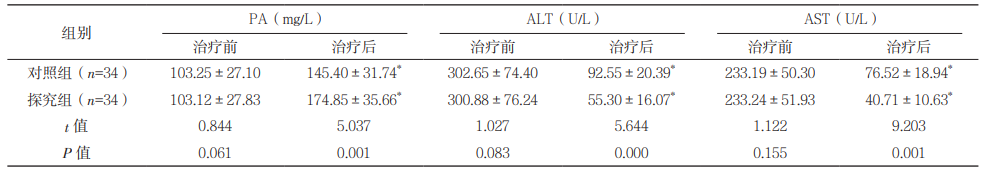 组别 PA（mg/L） ALT（U/L） AST（U/L）
治疗前 治疗后 治疗前 治疗后 治疗前 治疗后
对照组（n=34） 103.25±27.10 145.40±31.74* 302.65±74.40 92.55±20.39* 233.19±50.30 76.52±18.94*
探究组（n=34） 103.12±27.83 174.85±35.66* 300.88±76.24 55.30±16.07* 233.24±51.93 40.71±10.63*
t 值 0.844 5.037 1.027 5.644 1.122 9.203
P 值 0.061 0.001 0.083 0.000 0.155 0.001